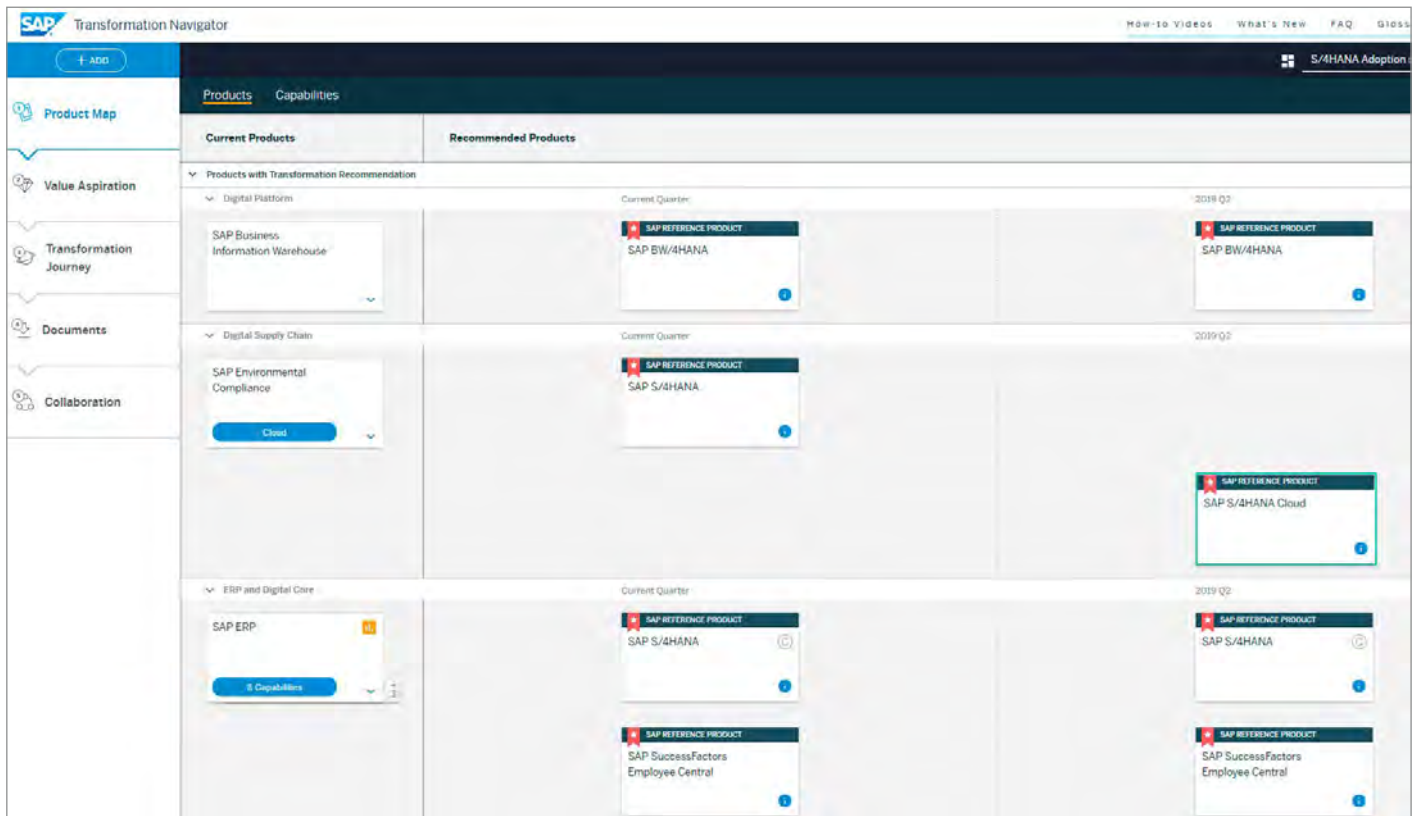 SAP Transformation Navigator
How-to Videos What's New FAQ Gloss
+ ADD
S/4HANA Adoption
Products Capabilities
Product Map
Current Products Recommended Products
Products with Transformation Recommendation
Value Aspiration
Digital Platform Current Quarter 2019 Q2
SAP Business
Information Warehouse
SAP REFERENCE PRODUCT
SAP BW/4HANA
SAP REFERENCE PRODUCT
SAP BW/4HANA
Transformation
Journey
Documents
Digital Supply Chain Current Quarter 2019 Q2
SAP Environmental
Compliance
Cloud
SAP REFERENCE PRODUCT
SAP S/4HANA
Collaboration
SAP REFERENCE PRODUCT
SAP S/4HANA Cloud
ERP and Digital Core Current Quarter 2019 Q2
SAP ERP
Capabilities
SAP REFERENCE PRODUCT
SAP S/4HANA
SAP REFERENCE PRODUCT
SAP S/4HANA
SAP REFERENCE PRODUCT
SAP SuccessFactors
Employee Central
SAP REFERENCE PRODUCT
SAP SuccessFactors
Employee Central